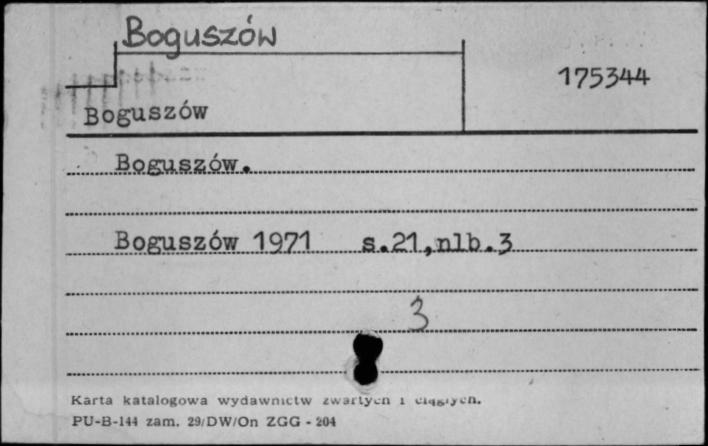 Boguszów
175344
Boguszów
Boguszów.
Boguszów 1971 s.21,nlb.3
3
Karta katalogowa wydawnictw zwartych i ciągłych.
PU-B-144 zam. 29/DW/On ZGG - 204